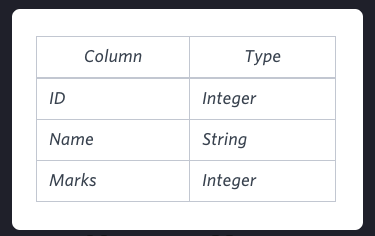 Column Type
ID Integer
Name String
Marks Integer